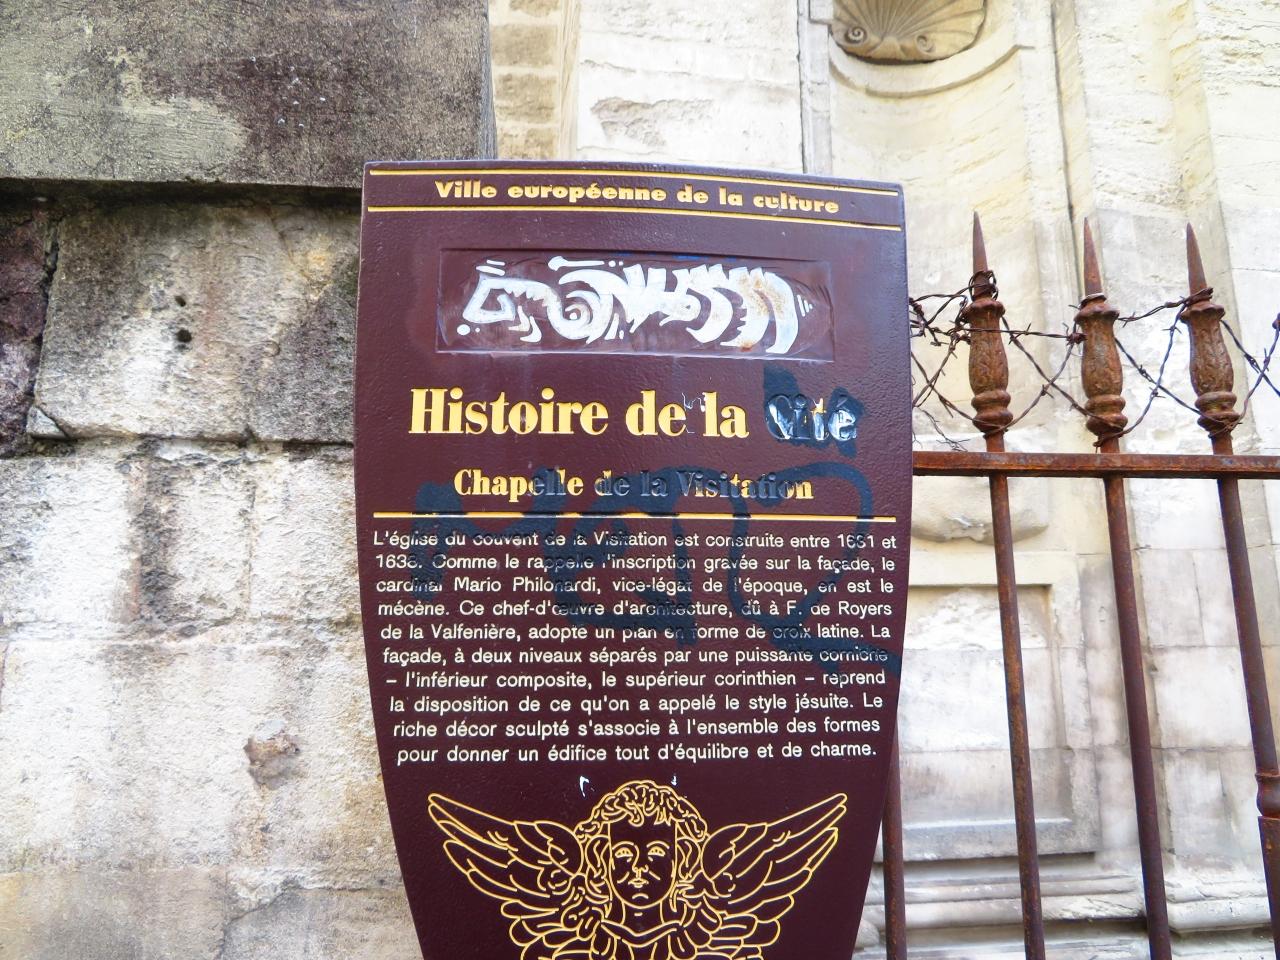 Ville européenne de la culture
Histoire de la Cité
Chapelle de la Visitation
L'église du couvent de la Visitation est construite entre 1631 et
1638. Comme le rappelle l'inscription gravée sur la façade, le
cardinal Mario Philonardi, vice-légat de l'époque, en est le
mécène. Ce chef-d'œuvre d'architecture, dû à F. de Royers
de la Valfenière, adopte un plan en forme de croix latine. La
façade, à deux niveaux séparés par une puissante corniche
– l'inférieur composite, le supérieur corinthien – reprend
la disposition de ce qu'on a appelé le style jésuite. Le
riche décor sculpté s'associe à l'ensemble des formes
pour donner un édifice tout d'équilibre et de charme.